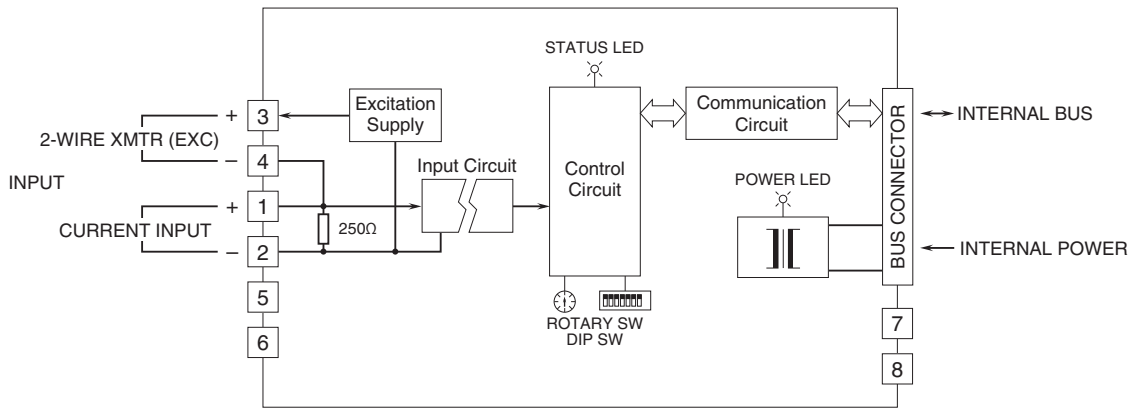 STATUS LED
Excitation
Supply
+ 3
2-WIRE XMTR (EXC)
− 4
INPUT
+ 1
CURRENT INPUT
− 2
250Ω
5
6
Input Circuit
Control
Circuit
ROTARY SW
DIP SW
Communication
Circuit
POWER LED
BUS CONNECTOR
INTERNAL BUS
INTERNAL POWER
7
8